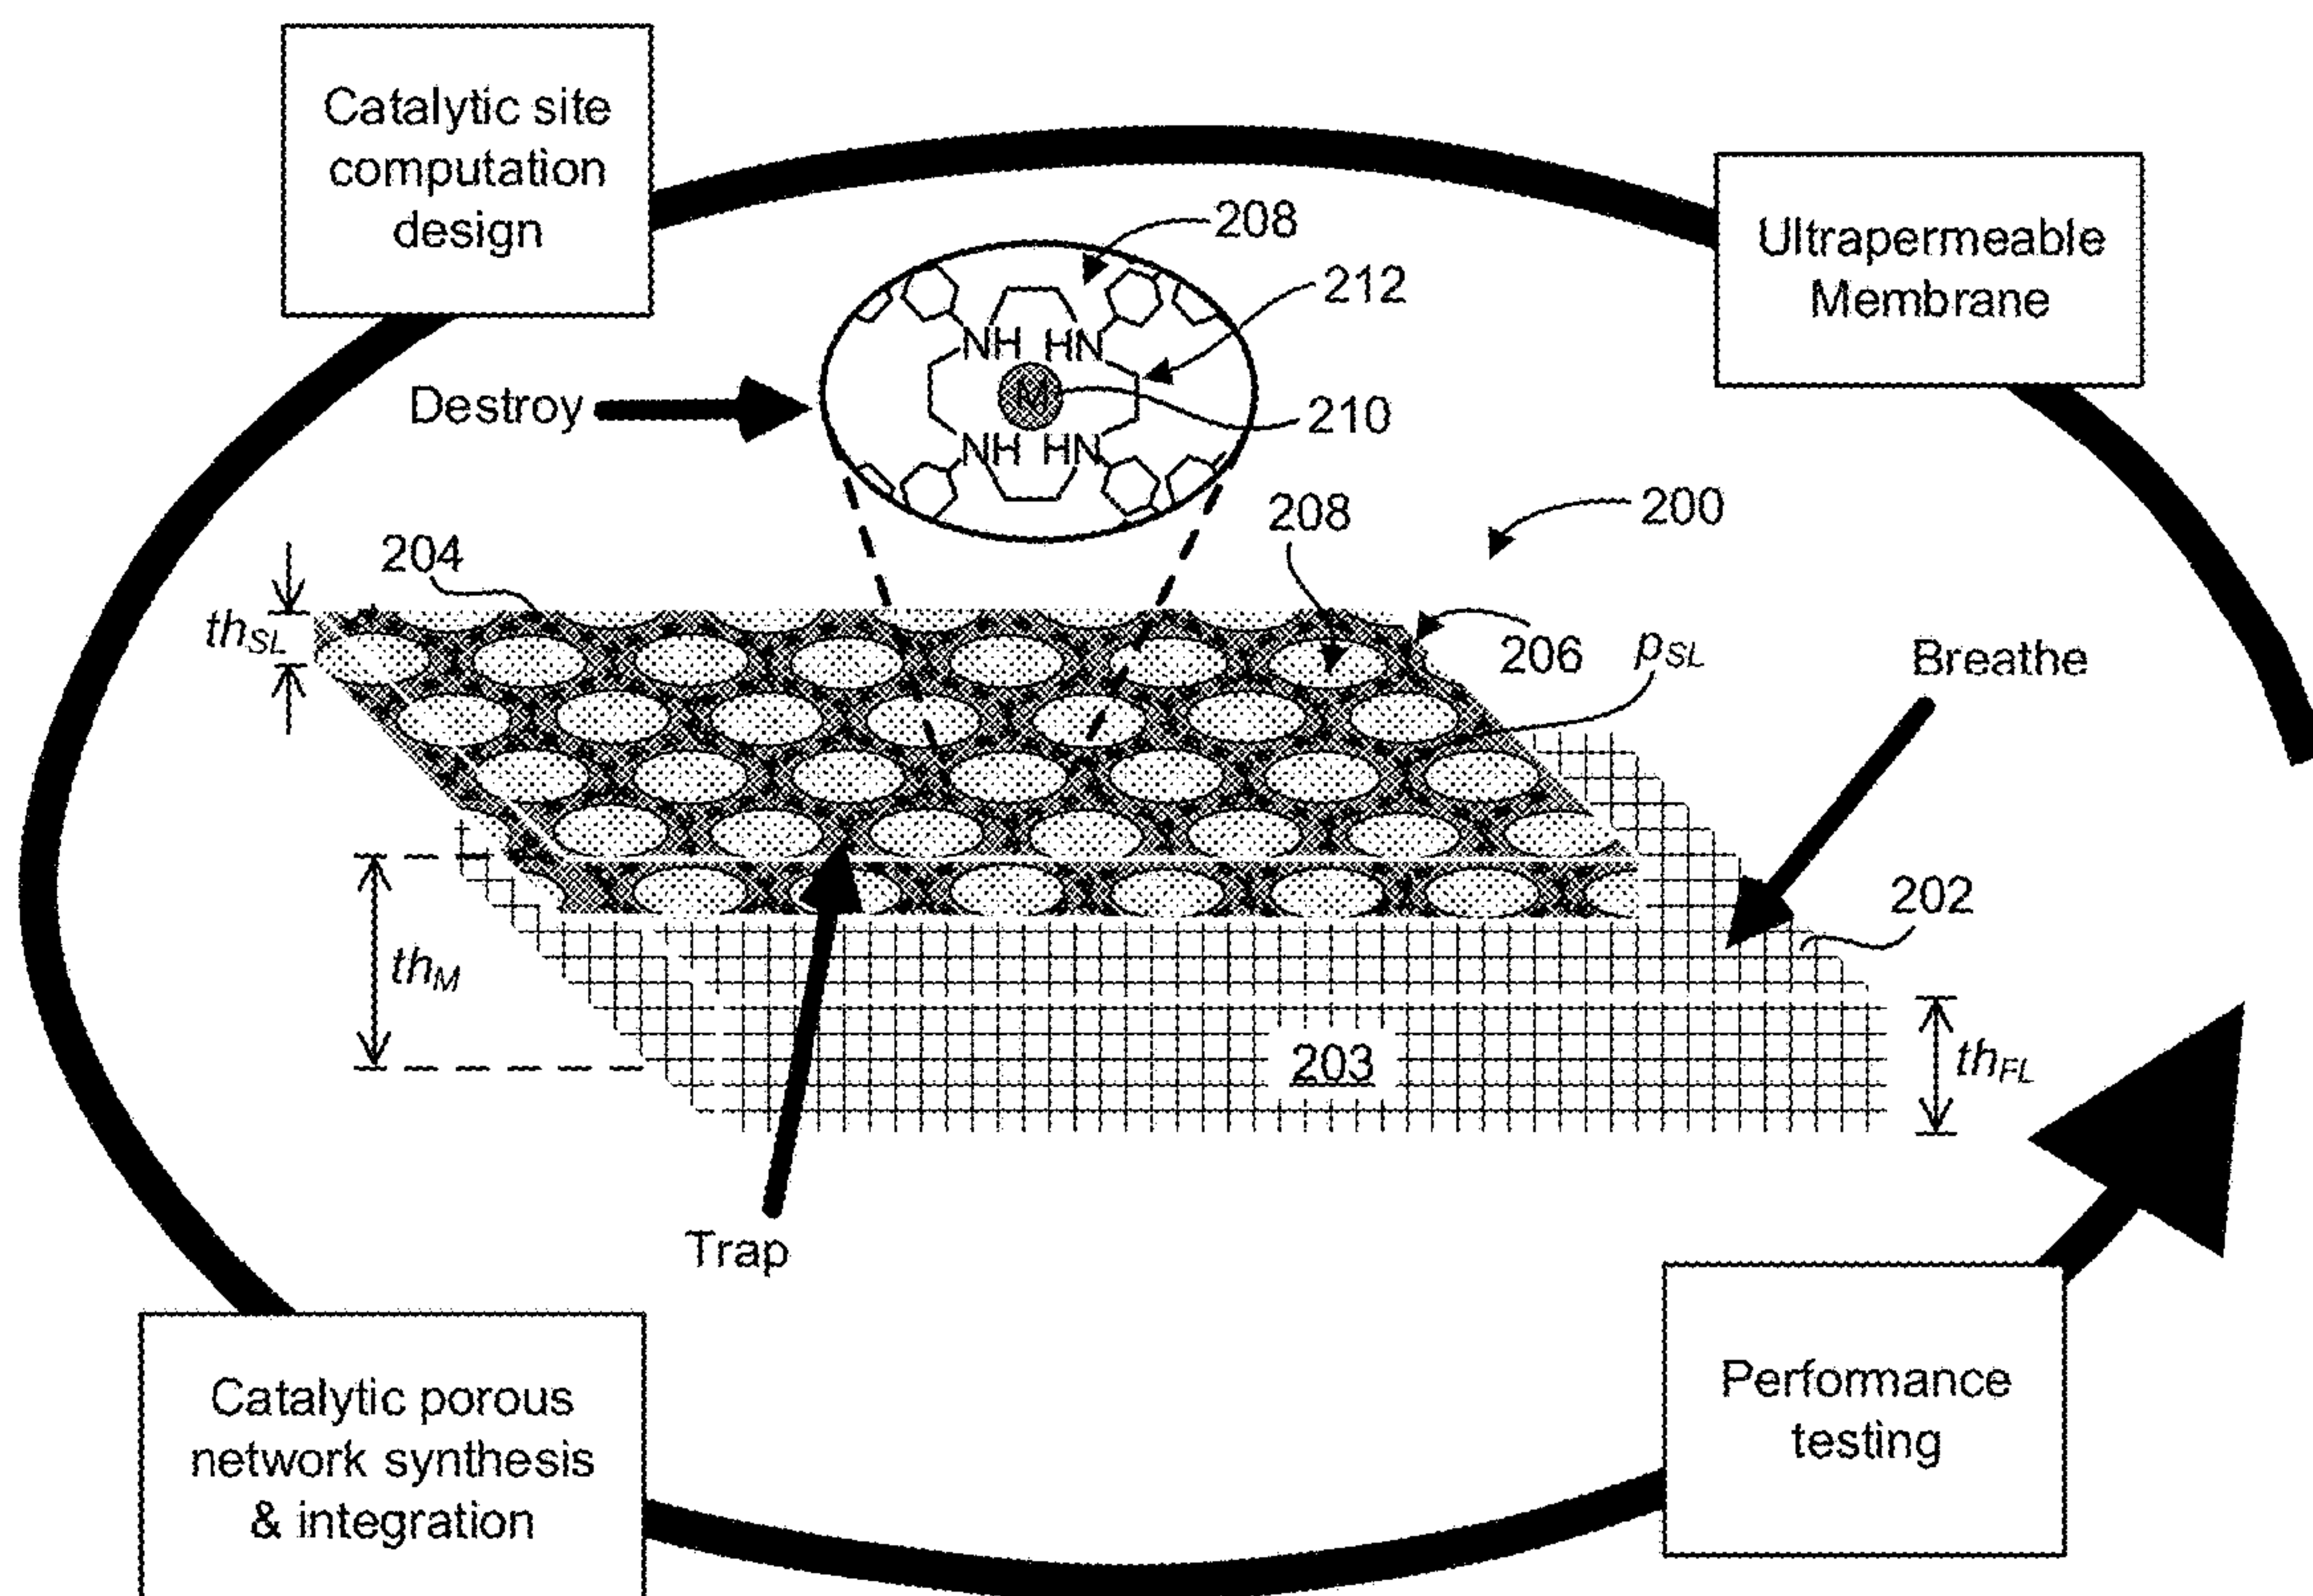 Catalytic site
computation
design
Ultrapermeable
Membrane
208
212
Destroy
NH HN
M
210
NH HN
208
200
204
th_SL
206
p_SL
Breathe
202
th_M
203
th_FL
Trap
Catalytic porous
network synthesis
& integration
Performance
testing